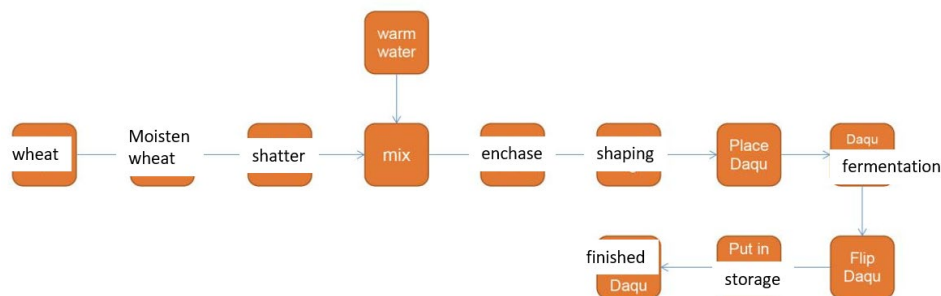 warm
water
wheat
Moisten
wheat
shatter
mix
enchase
shaping
Place
Daqu
Daqu
fermentation
Flip
Daqu
Put in
storage
finished
Daqu